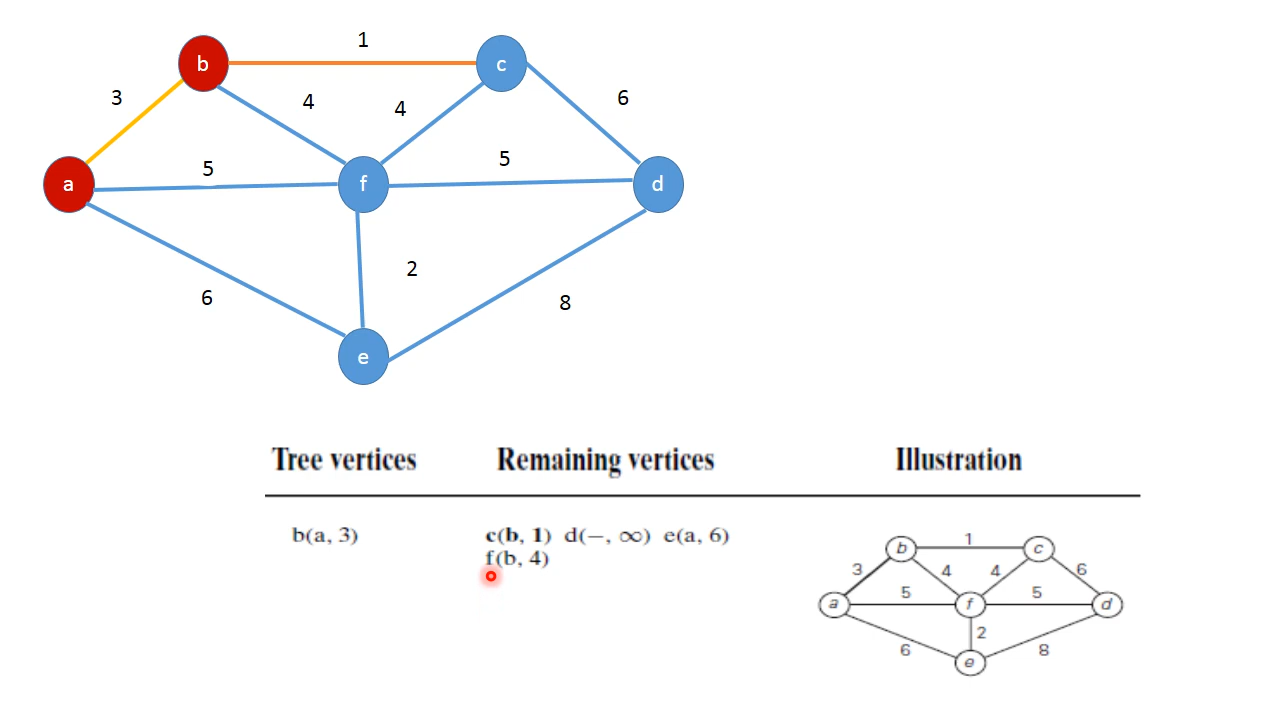 1
b
c
3
4
4
6
a
5
f
5
d
2
6
8
e
Tree vertices Remaining vertices Illustration
b(a, 3) c(b, 1) d(−, ∞) e(a, 6)
f(b, 4)
b
1
c
3
4
4
6
a
5
f
5
d
2
6
8
e